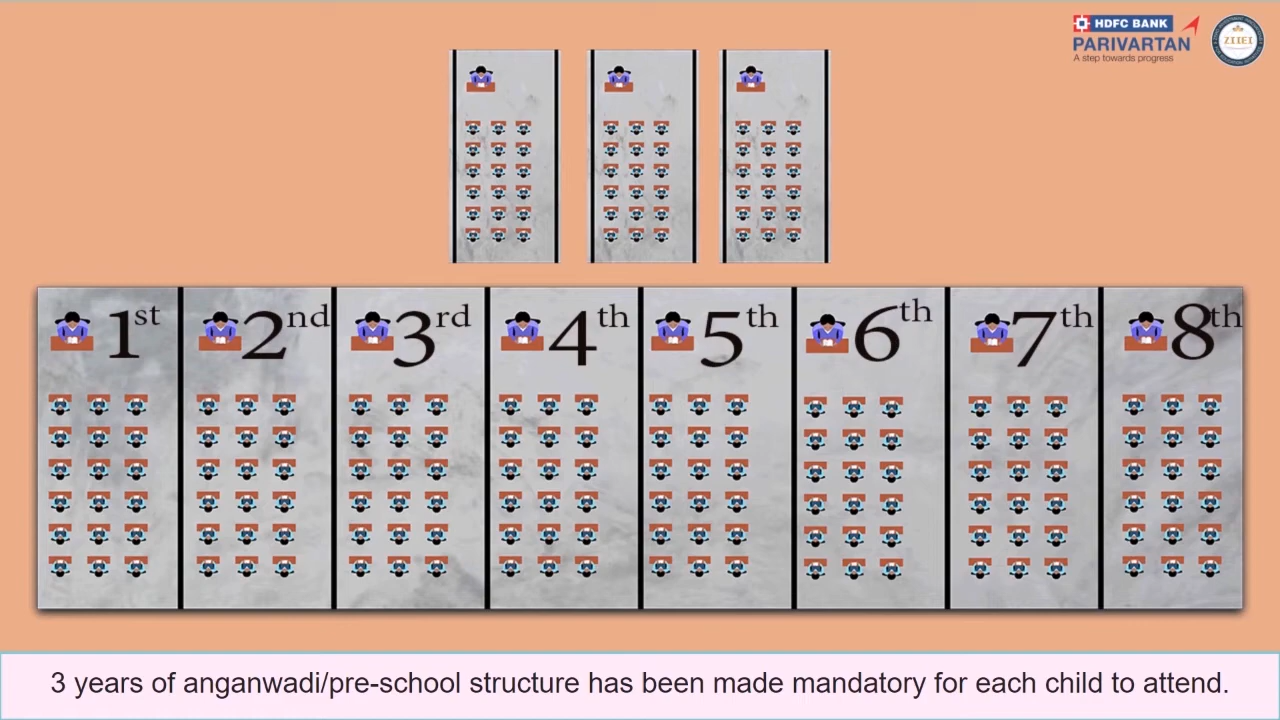 HDFC BANK
PARIVARTAN
A step towards progress
ZIIEI
1st 2nd 3rd 4th 5th 6th 7th 8th
3 years of anganwadi/pre-school structure has been made mandatory for each child to attend.